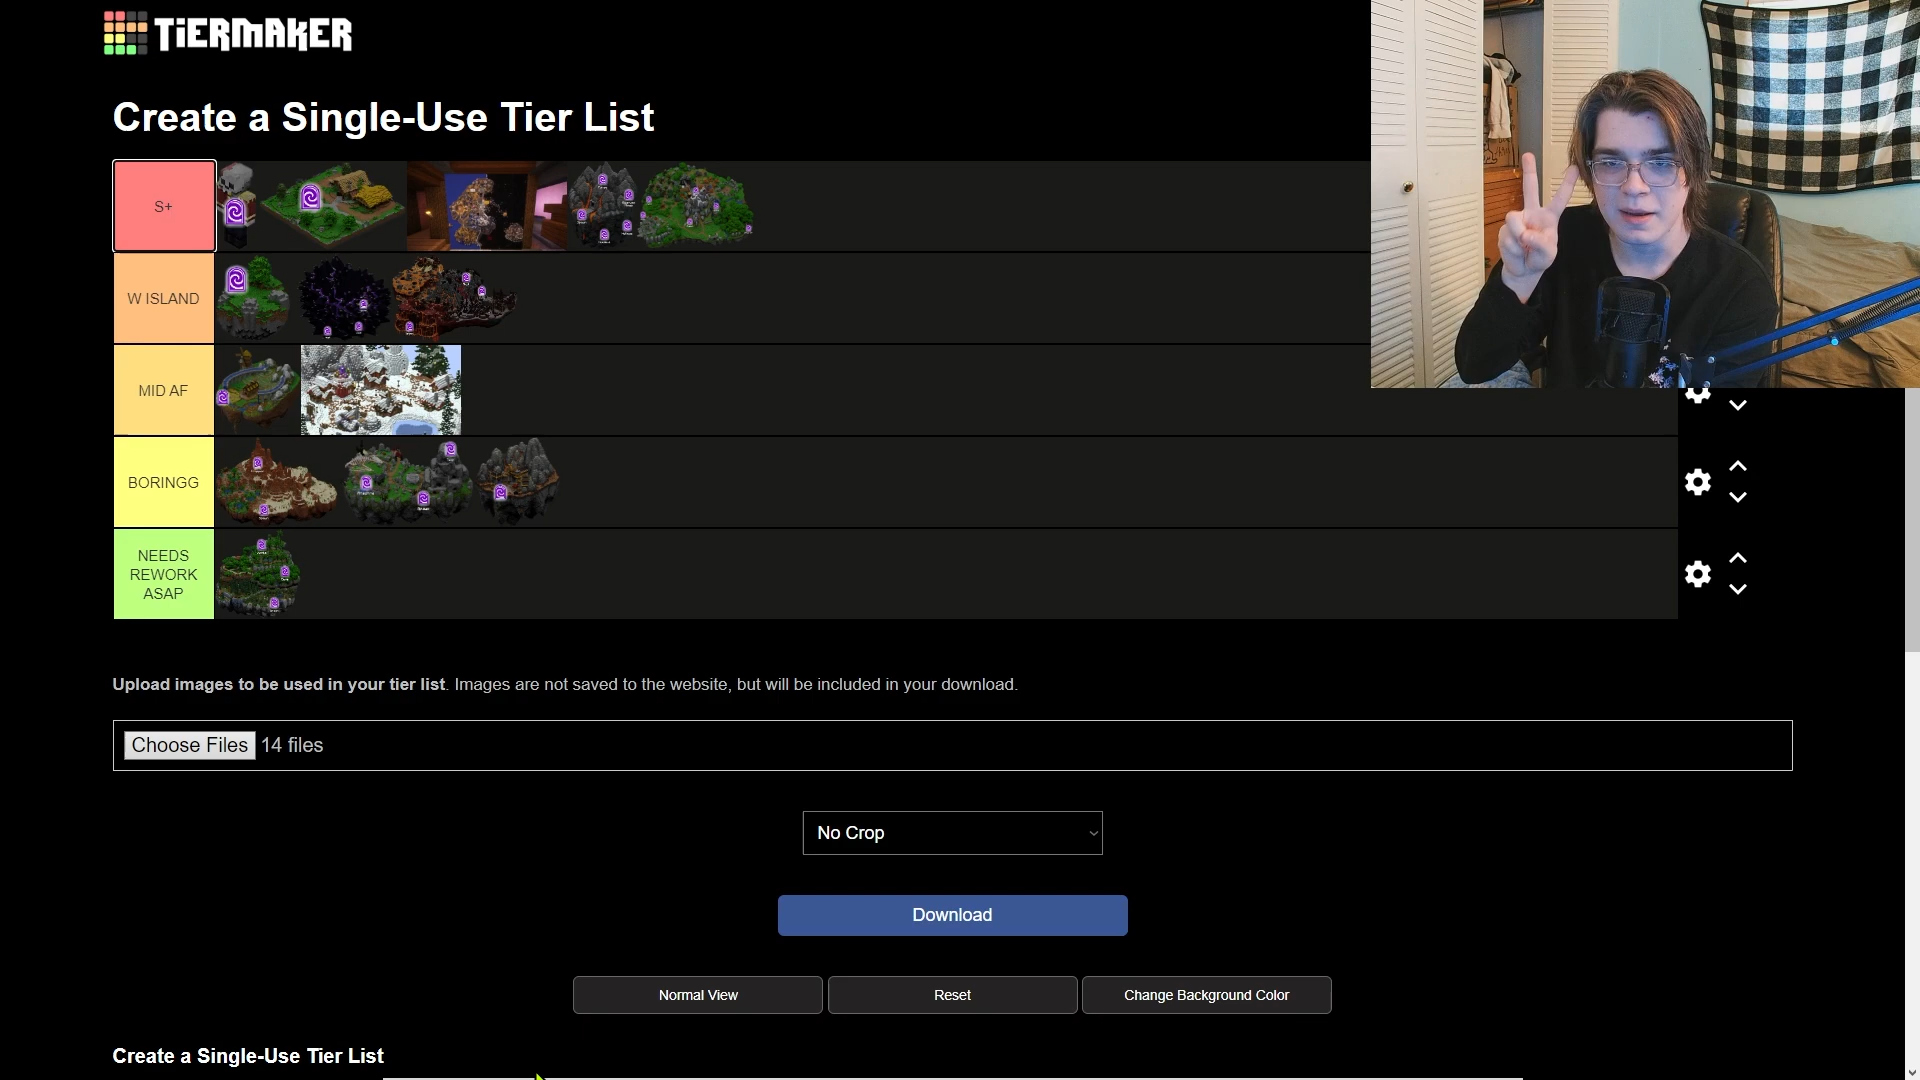 TiERMAKER
Create a Single-Use Tier List
S+
W ISLAND
MID AF
BORINGG
NEEDS
REWORK
ASAP
Upload images to be used in your tier list. Images are not saved to the website, but will be included in your download.
Choose Files 14 files
No Crop
Download
Normal View
Reset
Change Background Color
Create a Single-Use Tier List